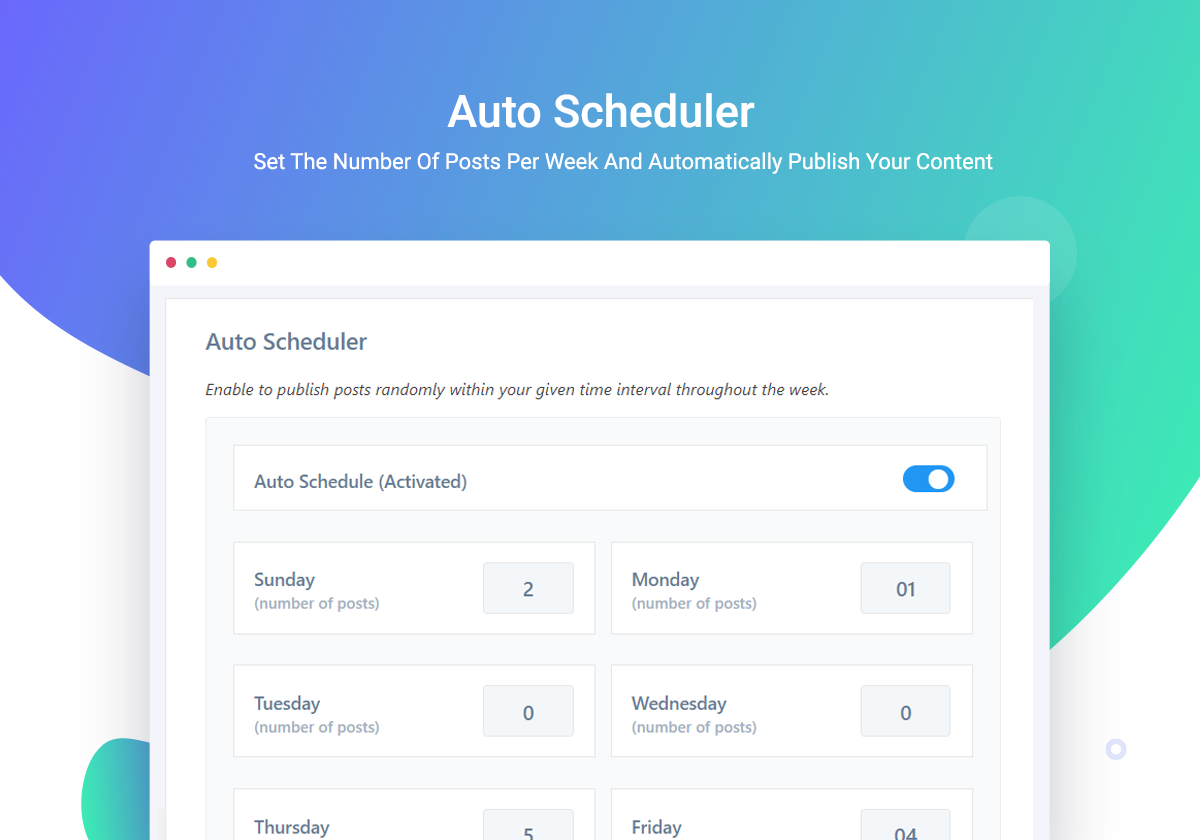 Auto Scheduler
Set The Number Of Posts Per Week And Automatically Publish Your Content
Auto Scheduler
Enable to publish posts randomly within your given time interval throughout the week.
Auto Schedule (Activated)
Sunday
(number of posts)
2
Monday
(number of posts)
01
Tuesday
(number of posts)
0
Wednesday
(number of posts)
0
Thursday
5
Friday
04